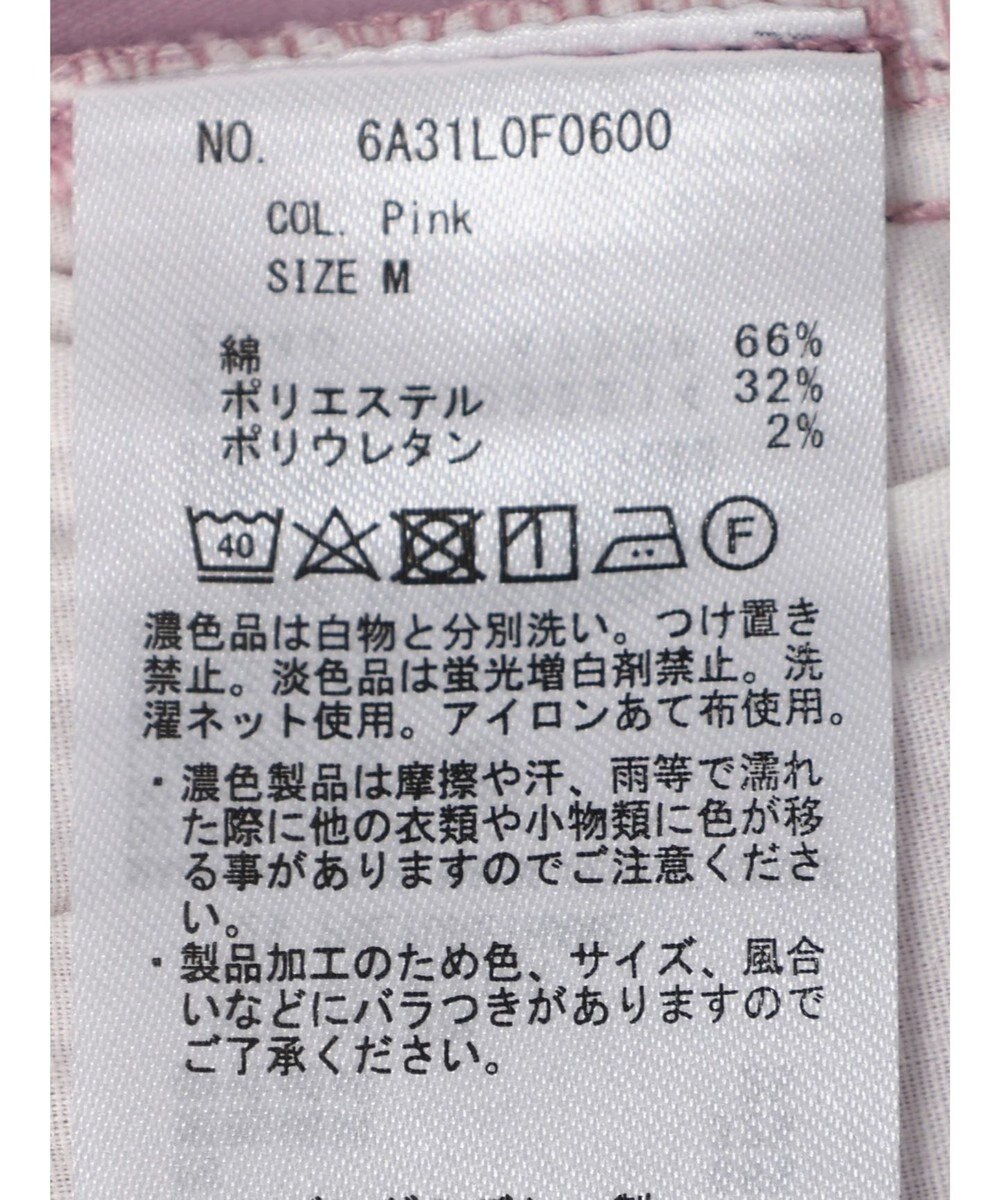 NO. 6A31L0F0600
COL. Pink
SIZE M
綿 66%
ポリエステル 32%
ポリウレタン 2%
40 F
濃色品は白物と分別洗い。つけ置き
禁止。淡色品は蛍光増白剤禁止。洗
濯ネット使用。アイロンあて布使用。
・濃色製品は摩擦や汗、雨等で濡れ
た際に他の衣類や小物類に色が移
る事がありますのでご注意くださ
い。
・製品加工のため色、サイズ、風合
いなどにバラつきがありますので
ご了承ください。